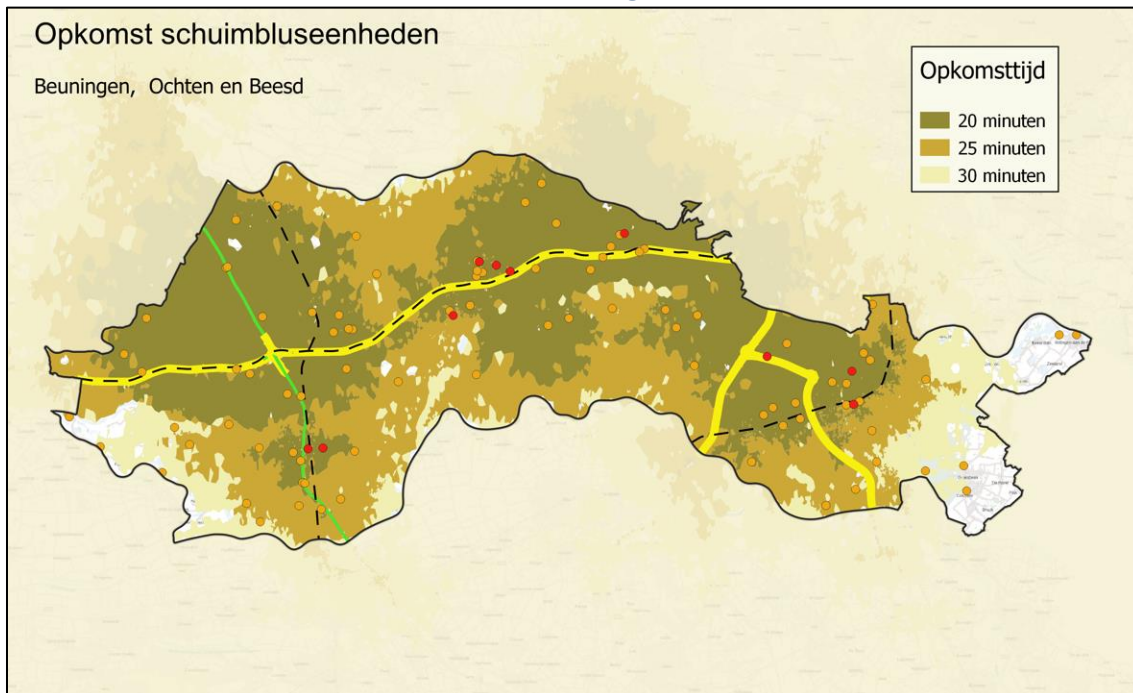 Opkomst schuimbluseenheden
Beuningen, Ochten en Beesd
Opkomsttijd
20 minuten
25 minuten
30 minuten